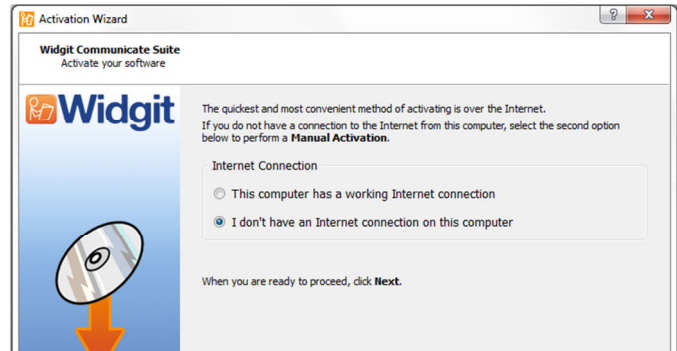 Activation Wizard
Widgit Communicate Suite
Activate your software
Widgit
The quickest and most convenient method of activating is over the Internet.
If you do not have a connection to the Internet from this computer, select the second option
below to perform a Manual Activation.
Internet Connection
This computer has a working Internet connection
I don't have an Internet connection on this computer
When you are ready to proceed, click Next.